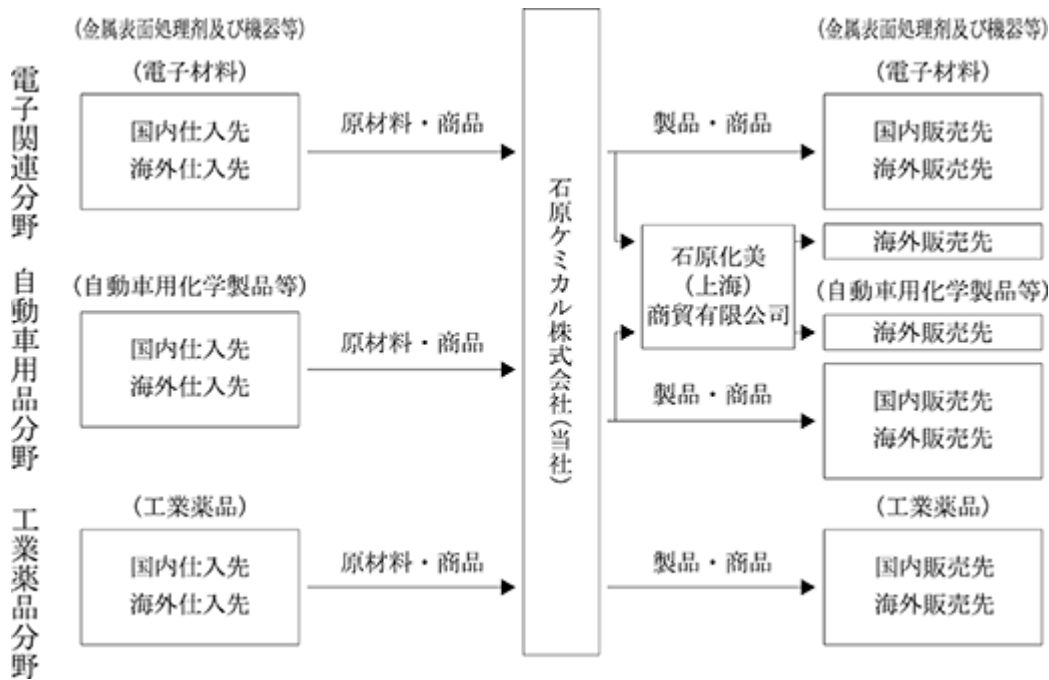 電子関連分野
(金属表面処理剤及び機器等)
(電子材料)
国内仕入先
海外仕入先
原材料・商品
自動車用品分野
(自動車用化学製品等)
国内仕入先
海外仕入先
原材料・商品
工業薬品分野
(工業薬品)
国内仕入先
海外仕入先
原材料・商品
石原ケミカル株式会社(当社)
製品・商品
石原化美
(上海)
商貿有限公司
製品・商品
製品・商品
(金属表面処理剤及び機器等)
(電子材料)
国内販売先
海外販売先
海外販売先
(自動車用化学製品等)
海外販売先
国内販売先
海外販売先
(工業薬品)
国内販売先
海外販売先